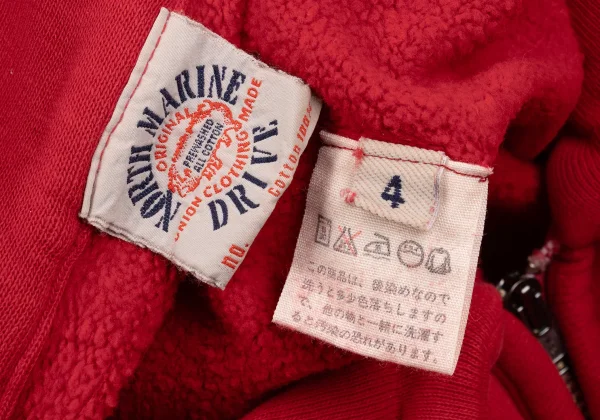 NORTH MARINE DRIVE
ORIGINAL
PREWASHED
ALL COTTON
UNION CLOTHING MADE
no.
Cotton 100
4
この商品は、後染めなので
洗うと多少色落ちしますの
で、他の物と一緒に洗濯す
ると汚染の恐れがあります。